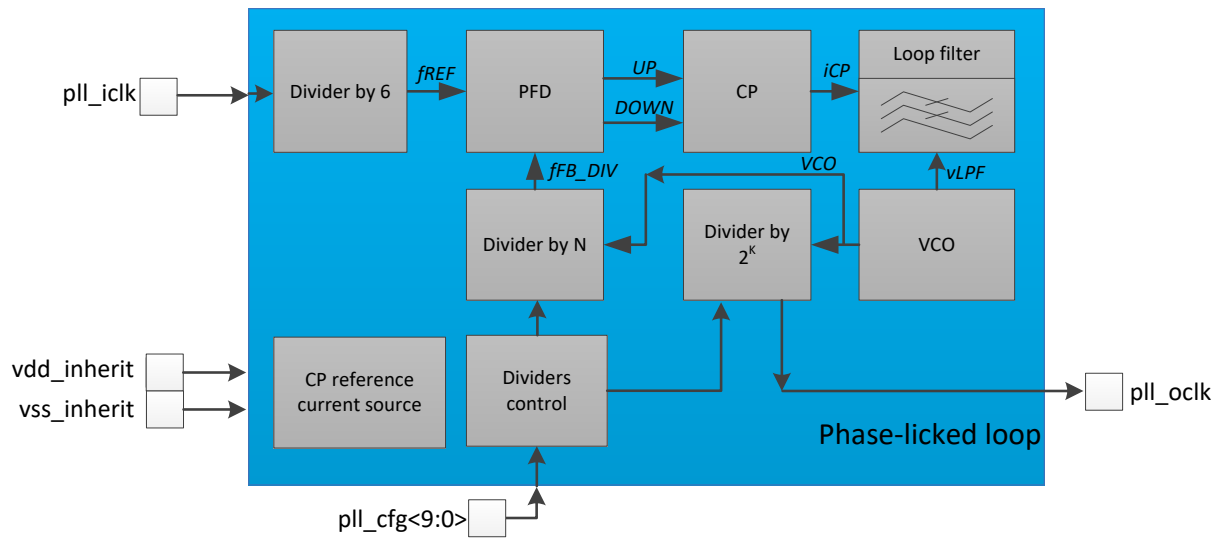 pll_iclk
Divider by 6
fREF
PFD
UP
DOWN
CP
iCP
Loop filter
fFB_DIV
VCO
vLPF
Divider by N
Divider by
2^K
VCO
vdd_inherit
vss_inherit
CP reference
current source
Dividers
control
pll_oclk
Phase-licked loop
pll_cfg<9:0>